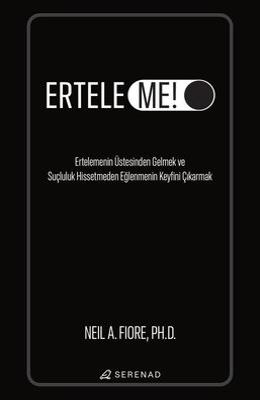 ERTELEME!
Ertelemenin Üstesinden Gelmek ve
Suçluluk Hissetmeden Eğlenmenin Keyfini Çıkarmak
NEIL A. FIORE, PH.D.
SERENAD